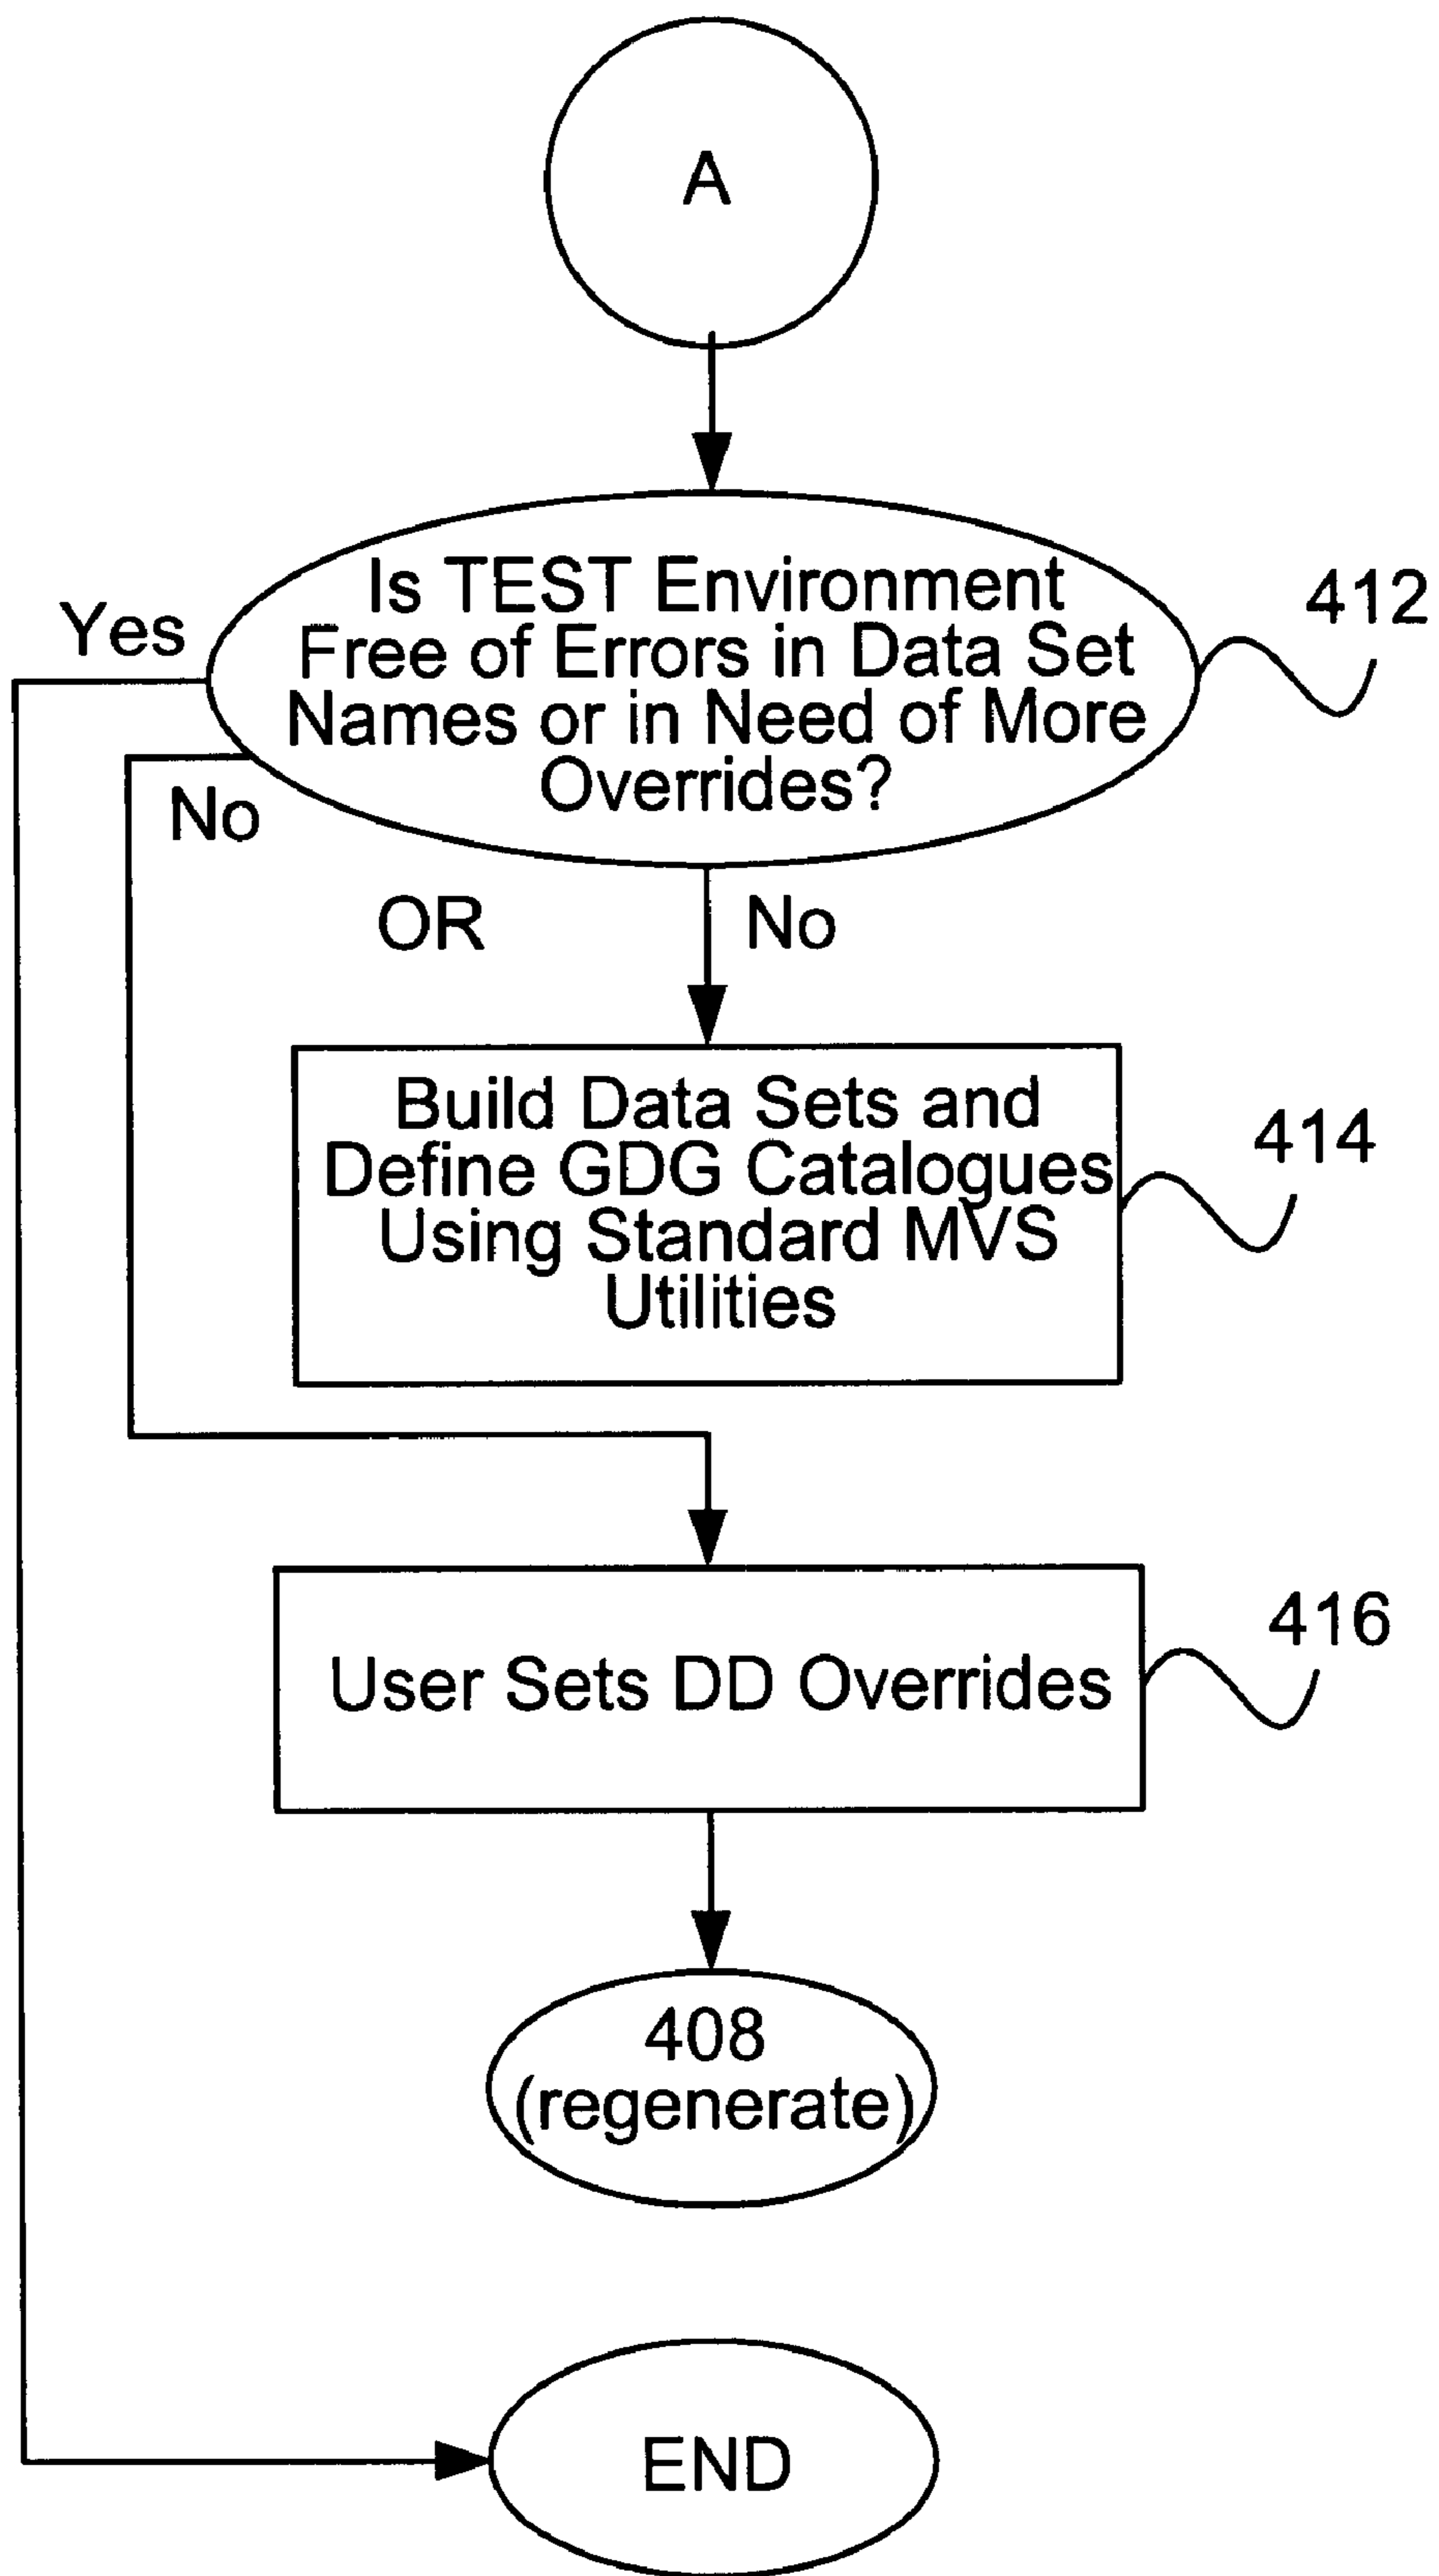 A
Is TEST Environment
Free of Errors in Data Set
Names or in Need of More
Overrides?
412
Yes
No
OR
No
Build Data Sets and
Define GDG Catalogues
Using Standard MVS
Utilities
414
User Sets DD Overrides
416
408
(regenerate)
END